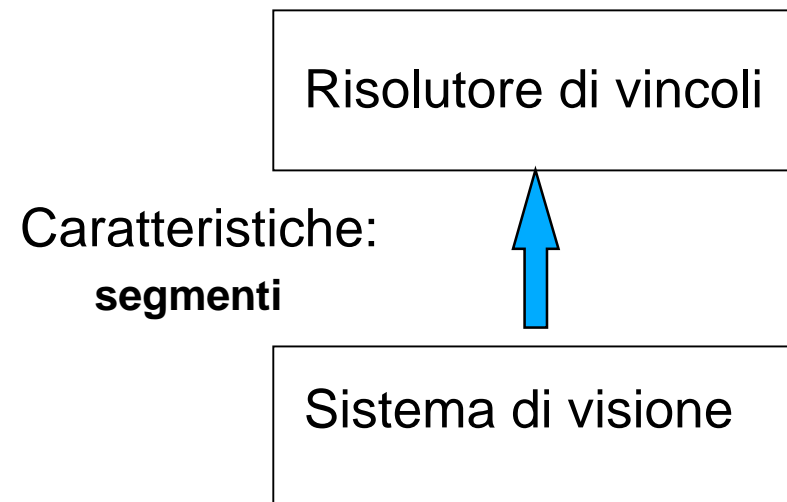 Risolutore di vincoli
Caratteristiche:
segmenti
Sistema di visione